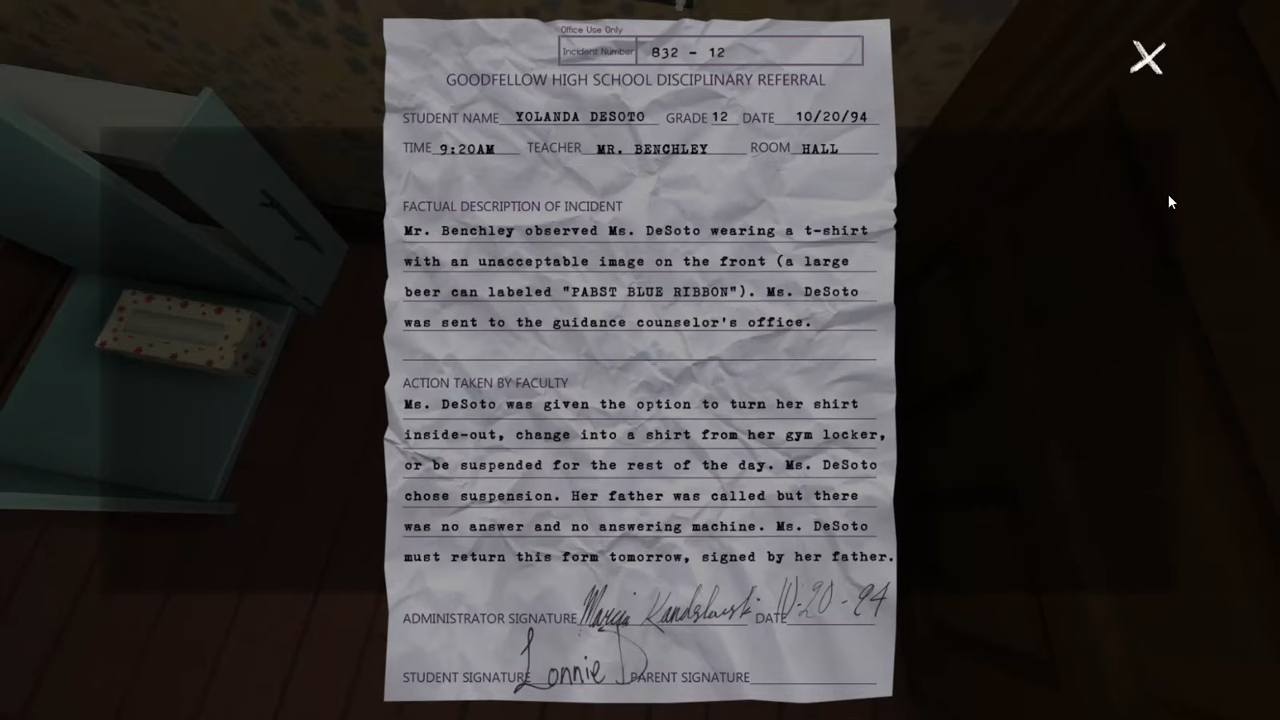 Office Use Only
Incident Number 832 - 12
GOODFELLOW HIGH SCHOOL DISCIPLINARY REFERRAL
STUDENT NAME YOLANDA DESOTO GRADE 12 DATE 10/20/94
TIME 9:20AM TEACHER MR. BENCHLEY ROOM HALL
FACTUAL DESCRIPTION OF INCIDENT
Mr. Benchley observed Ms. DeSoto wearing a t-shirt
with an unacceptable image on the front (a large
beer can labeled "PABST BLUE RIBBON"). Ms. DeSoto
was sent to the guidance counselor's office.
ACTION TAKEN BY FACULTY
Ms. DeSoto was given the option to turn her shirt
inside-out, change into a shirt from her gym locker,
or be suspended for the rest of the day. Ms. DeSoto
chose suspension. Her father was called but there
was no answer and no answering machine. Ms. DeSoto
must return this form tomorrow, signed by her father.
ADMINISTRATOR SIGNATURE Marcia DATE 10-20-94
STUDENT SIGNATURE Lonnie D PARENT SIGNATURE